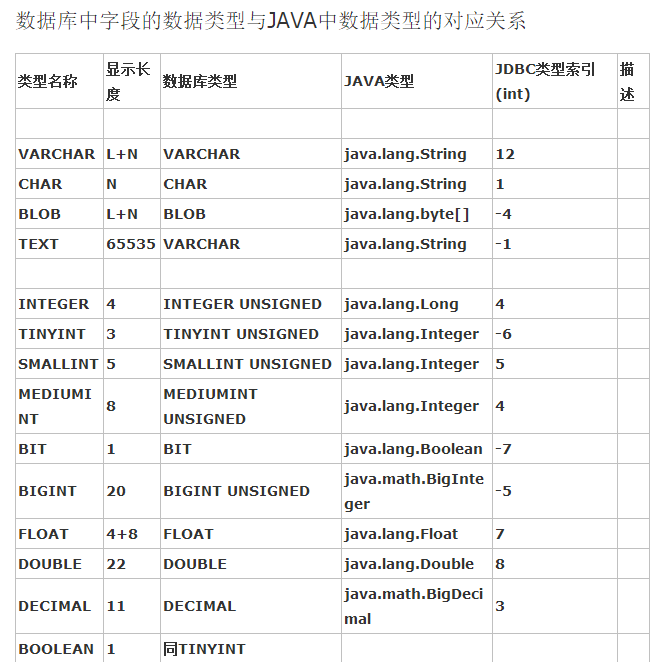 数据库中字段的数据类型与JAVA中数据类型的对应关系
类型名称 显示长度 数据库类型 JAVA类型 JDBC类型索引(int) 描述
VARCHAR L+N VARCHAR java.lang.String 12
CHAR N CHAR java.lang.String 1
BLOB L+N BLOB java.lang.byte[] -4
TEXT 65535 VARCHAR java.lang.String -1
INTEGER 4 INTEGER UNSIGNED java.lang.Long 4
TINYINT 3 TINYINT UNSIGNED java.lang.Integer -6
SMALLINT 5 SMALLINT UNSIGNED java.lang.Integer 5
MEDIUMINT 8 MEDIUMINT UNSIGNED java.lang.Integer 4
BIT 1 BIT java.lang.Boolean -7
BIGINT 20 BIGINT UNSIGNED java.math.BigInteger -5
FLOAT 4+8 FLOAT java.lang.Float 7
DOUBLE 22 DOUBLE java.lang.Double 8
DECIMAL 11 DECIMAL java.math.BigDecimal 3
BOOLEAN 1 同TINYINT